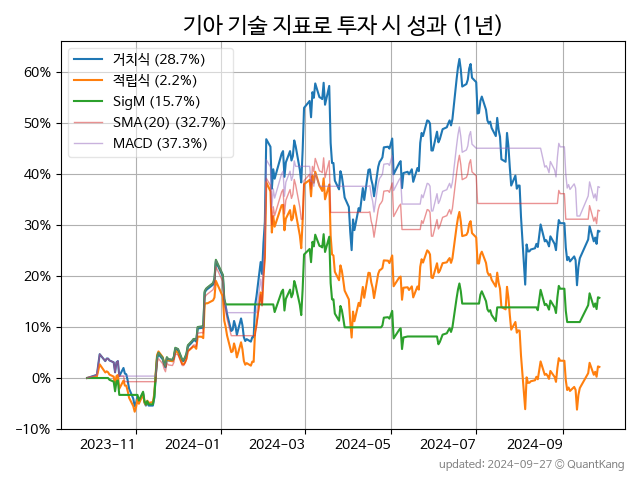 기아 기술 지표로 투자 시 성과 (1년)
거치식 (28.7%)
적립식 (2.2%)
SigM (15.7%)
SMA(20) (32.7%)
MACD (37.3%)
60%
50%
40%
30%
20%
10%
0%
−10%
2023−11 2024−01 2024−03 2024−05 2024−07 2024−09
updated: 2024-09-27 © QuantKang